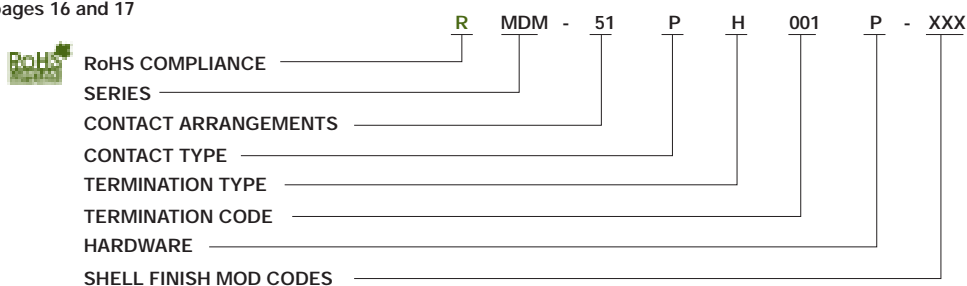 pages 16 and 17
R MDM - 51 P H 001 P - XXX
RoHS
RoHS COMPLIANCE
SERIES
CONTACT ARRANGEMENTS
CONTACT TYPE
TERMINATION TYPE
TERMINATION CODE
HARDWARE
SHELL FINISH MOD CODES